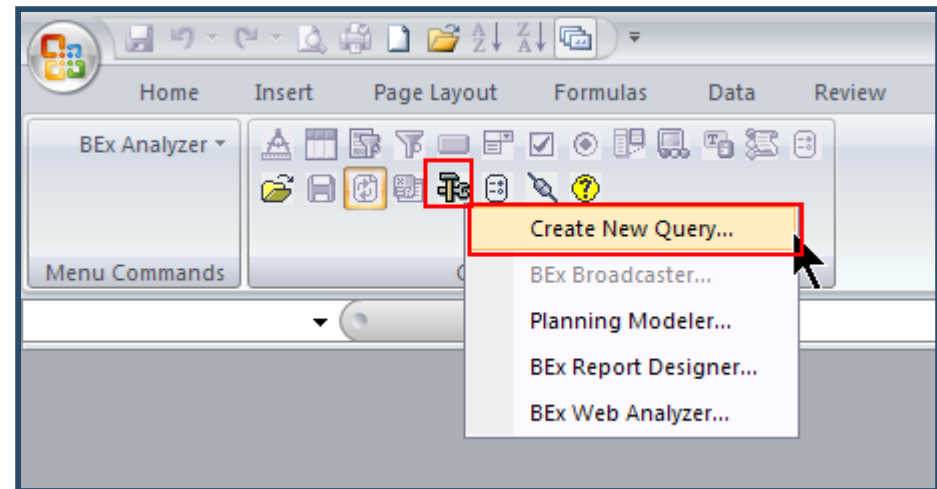 Home Insert Page Layout Formulas Data Review
BEx Analyzer
Menu Commands
Create New Query...
BEx Broadcaster...
Planning Modeler...
BEx Report Designer...
BEx Web Analyzer...